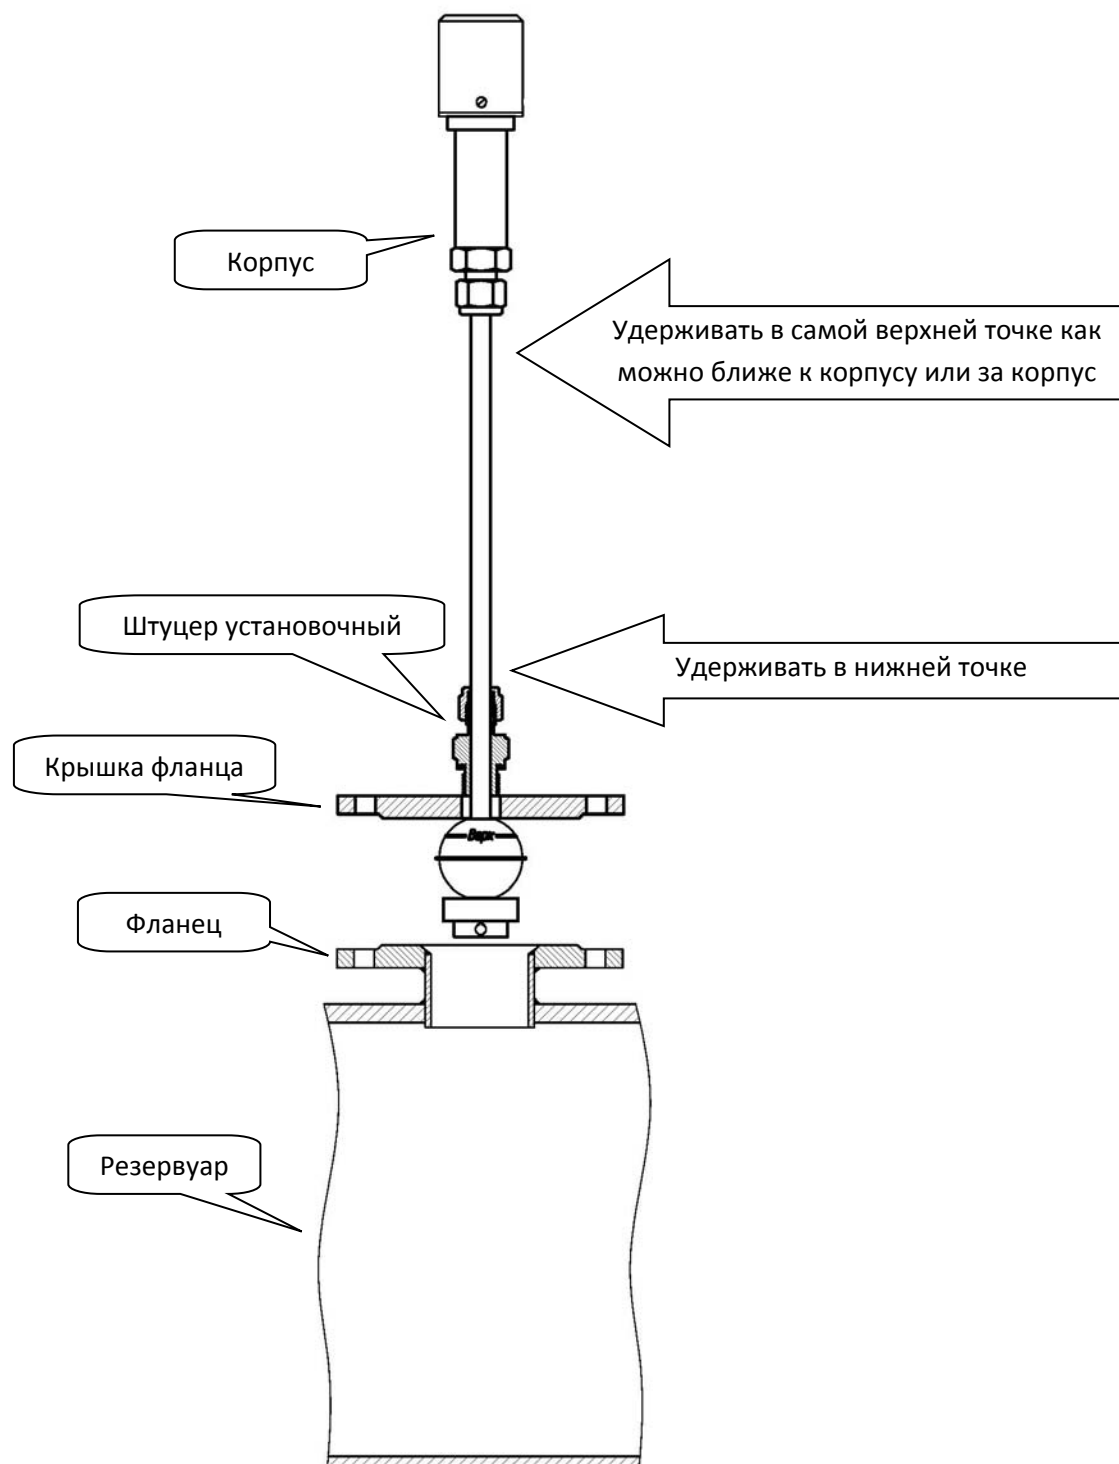 Корпус
Удерживать в самой верхней точке как
можно ближе к корпусу или за корпус
Штуцер установочный
Удерживать в нижней точке
Крышка фланца
Верх
Фланец
Резервуар